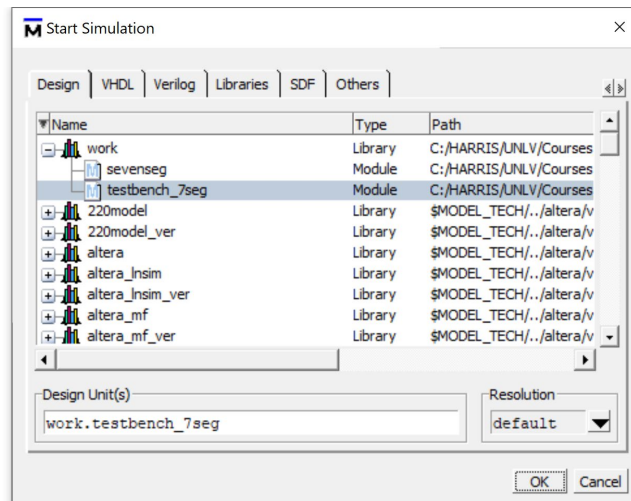 Start Simulation
Design VHDL Verilog Libraries SDF Others
Name Type Path
work Library C:/HARRIS/UNLV/Courses
sevenseg Module C:/HARRIS/UNLV/Courses
testbench_7seg Module C:/HARRIS/UNLV/Courses
220model Library $MODEL_TECH/../altera/v
220model_ver Library $MODEL_TECH/../altera/v
altera Library $MODEL_TECH/../altera/v
altera_lnsim Library $MODEL_TECH/../altera/v
altera_lnsim_ver Library $MODEL_TECH/../altera/v
altera_mf Library $MODEL_TECH/../altera/v
altera_mf_ver Library $MODEL_TECH/../altera/v
Design Unit(s) Resolution
work.testbench_7seg default
OK Cancel